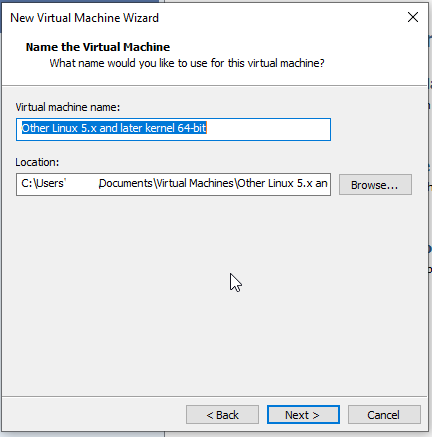 New Virtual Machine Wizard
Name the Virtual Machine
What name would you like to use for this virtual machine?
Virtual machine name:
Other Linux 5.x and later kernel 64-bit
Location:
C:\Users' Documents\Virtual Machines\Other Linux 5.x an
Browse...
< Back
Next >
Cancel